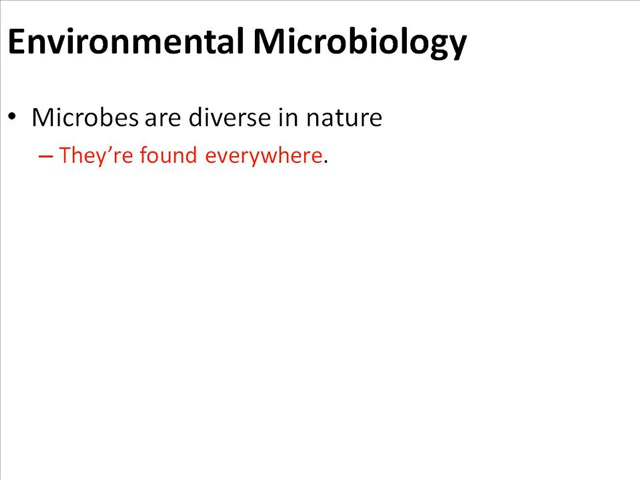 Environmental Microbiology
• Microbes are diverse in nature
– They’re found everywhere.